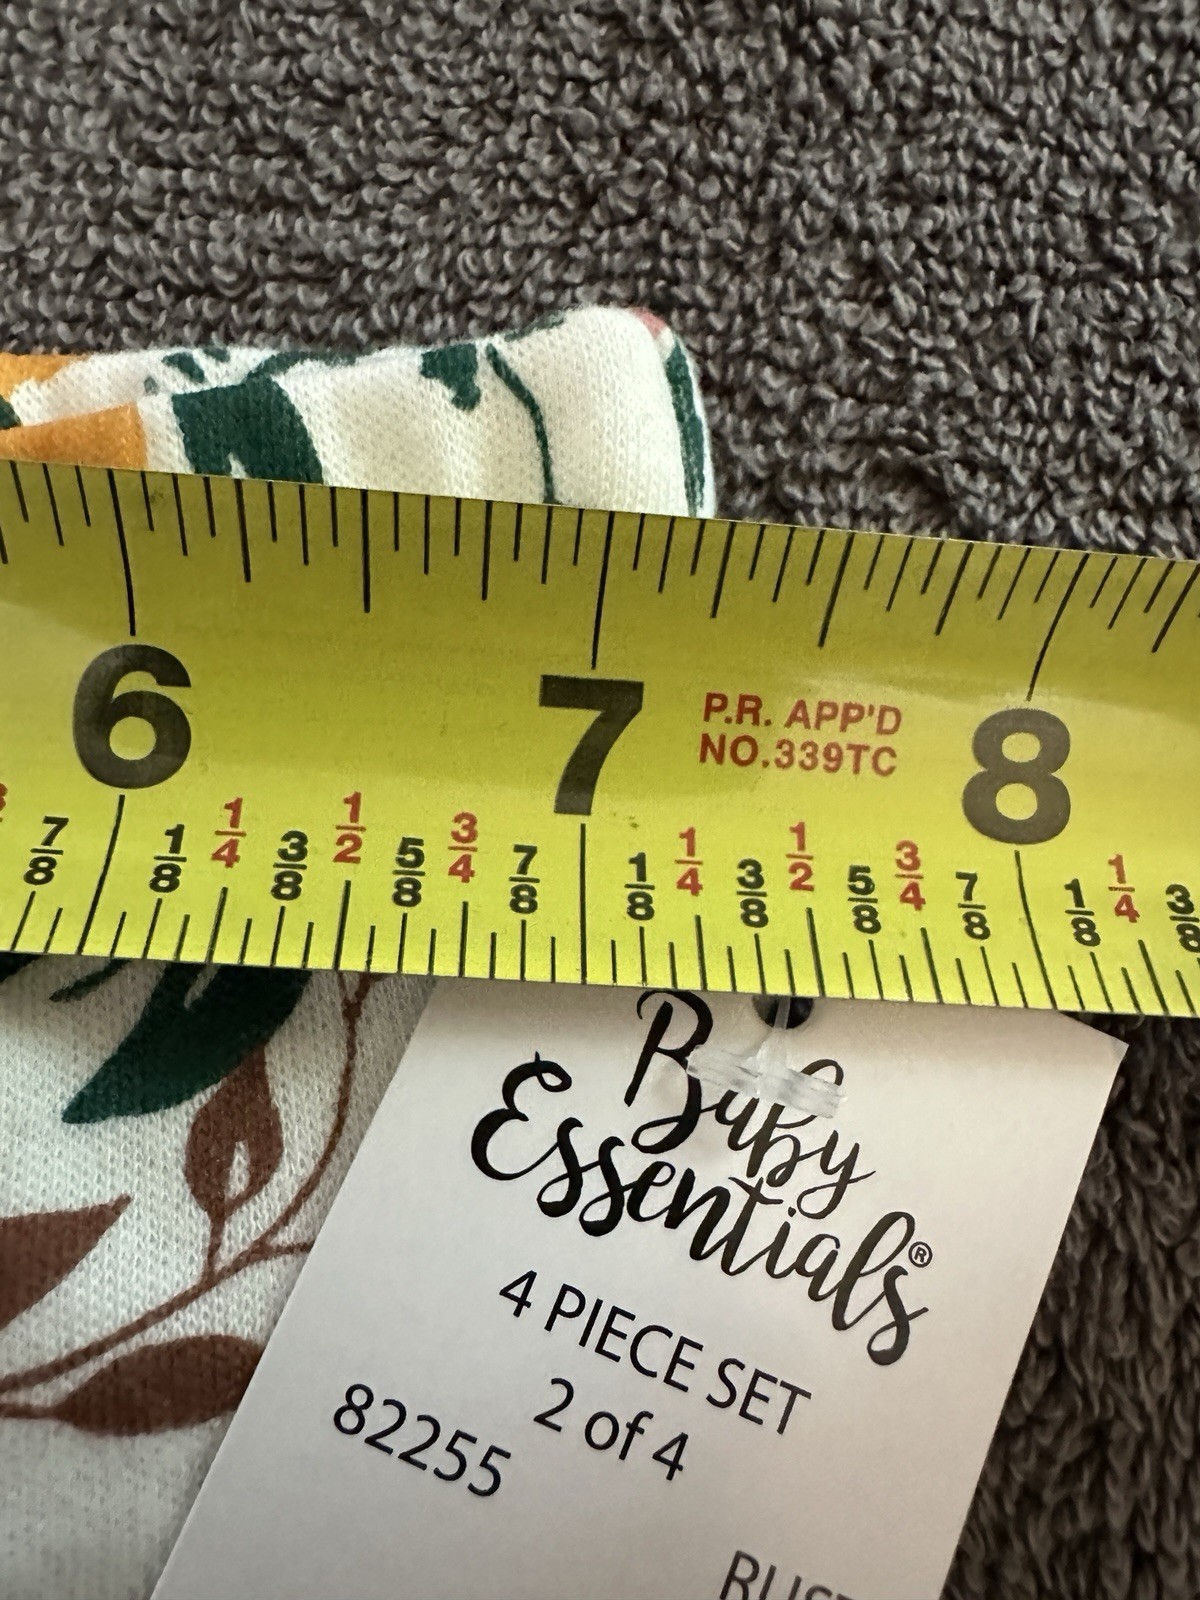 6 7 8
P.R. APP'D
NO.339TC
7/8 1/8 1/4 3/8 1/2 5/8 3/4 7/8 1/8 1/4 3/8 1/2 5/8 3/4 7/8 1/8 1/4 3/8
Baby
Essentials®
4 PIECE SET
2 of 4
82255